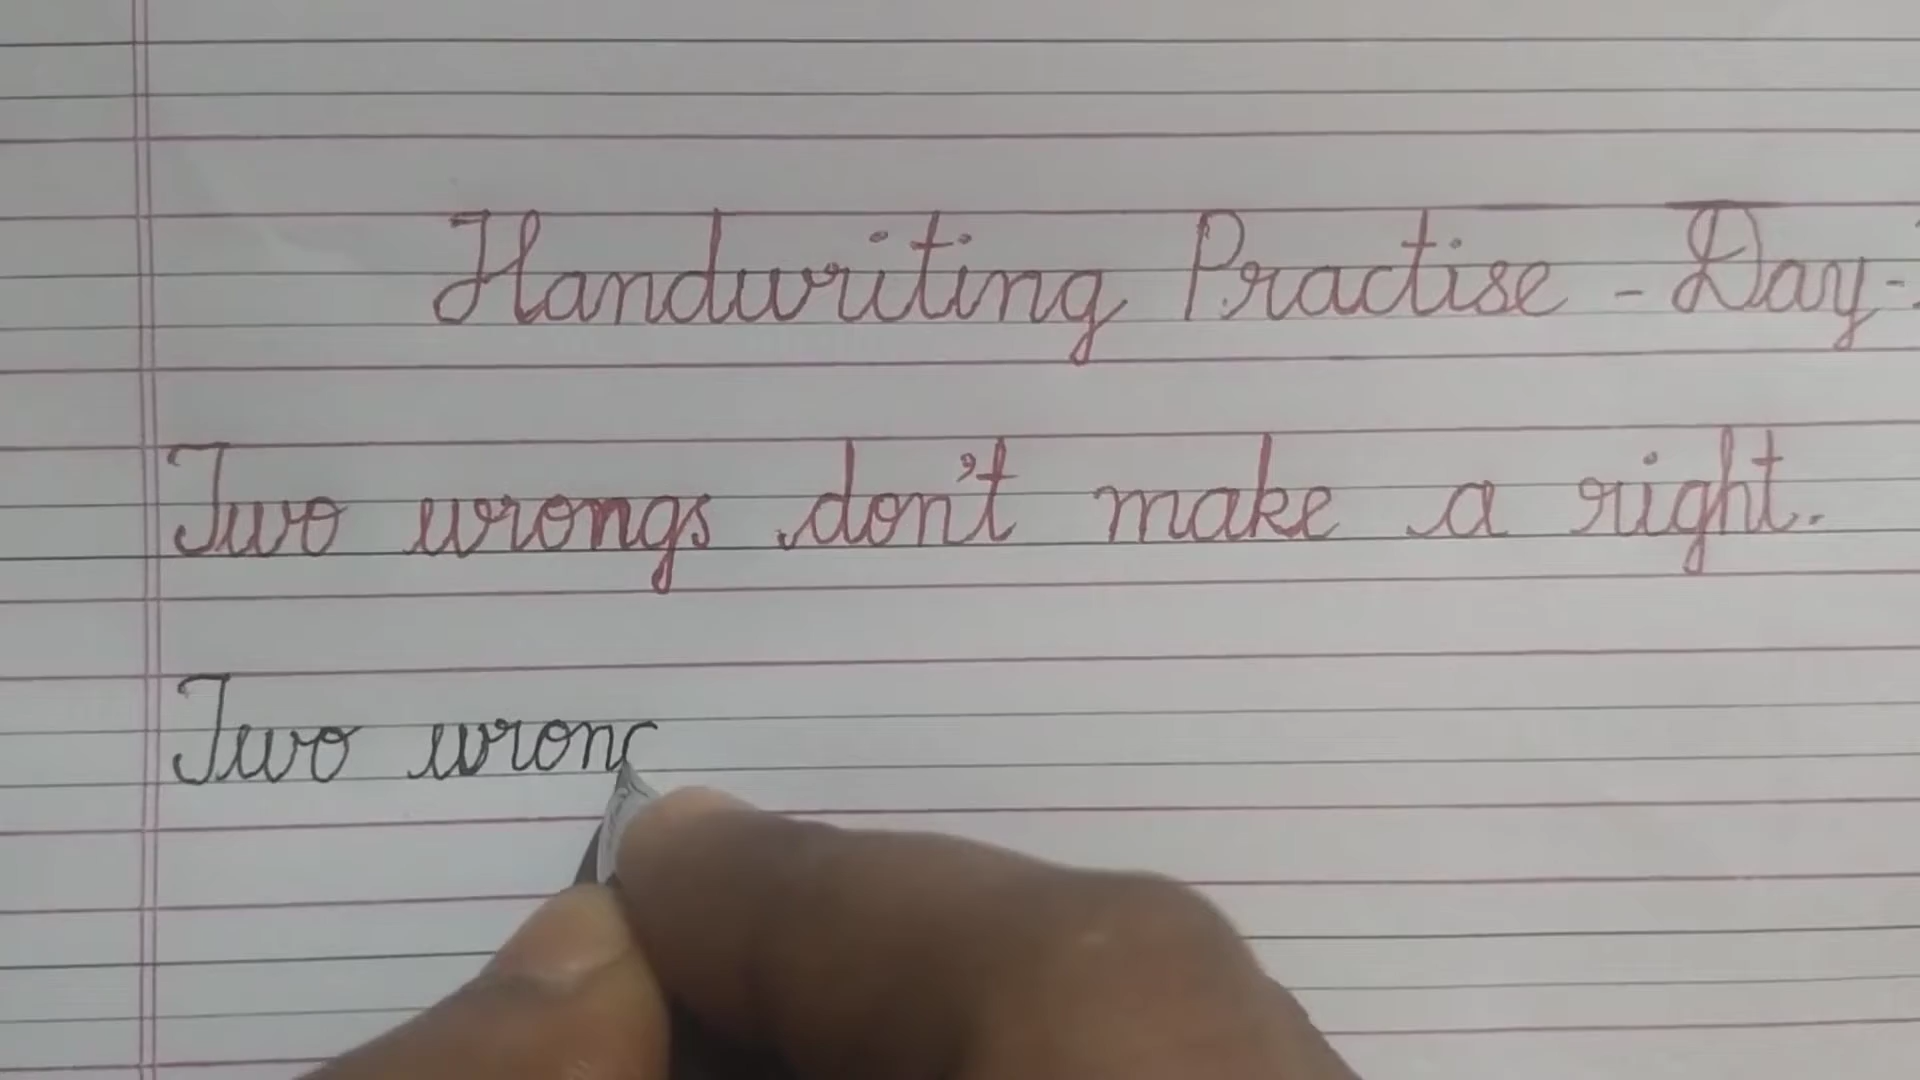 Handwriting Practise - Day-
Two wrongs don't make a right.
Two wron